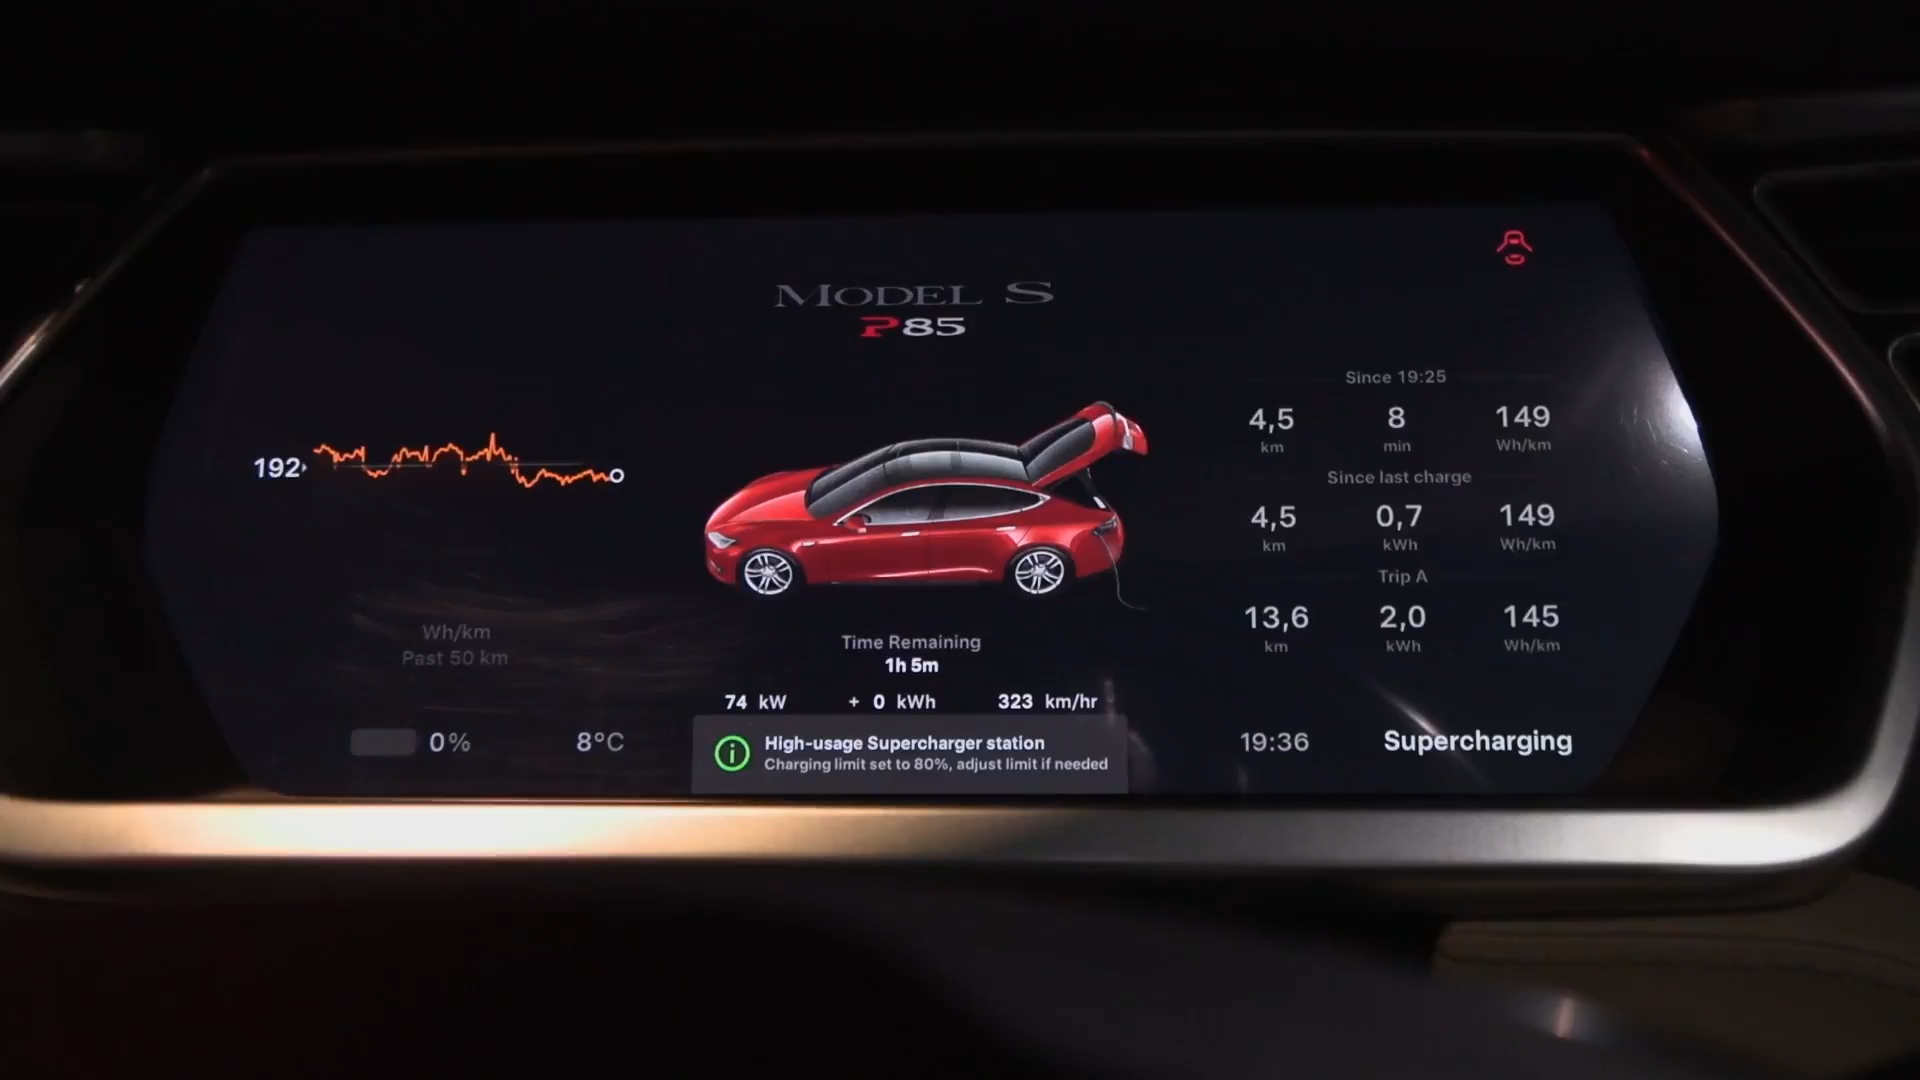 MODEL S
P85
192
Wh/km
Past 50 km
0%
8°C
Time Remaining
1h 5m
74 kW + 0 kWh 323 km/hr
High-usage Supercharger station
Charging limit set to 80%, adjust limit if needed
Since 19:25
4,5 8 149
km min Wh/km
Since last charge
4,5 0,7 149
km kWh Wh/km
Trip A
13,6 2,0 145
km kWh Wh/km
19:36 Supercharging